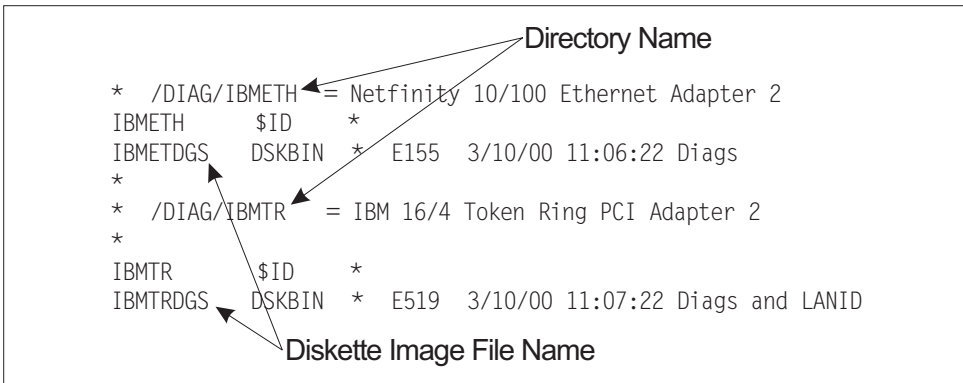 Directory Name
* /DIAG/IBMETH = Netfinity 10/100 Ethernet Adapter 2
IBMETH $ID *
IBMETDGS DSKBIN * E155 3/10/00 11:06:22 Diags
*
* /DIAG/IBMTR = IBM 16/4 Token Ring PCI Adapter 2
*
IBMTR $ID *
IBMTRDGS DSKBIN * E519 3/10/00 11:07:22 Diags and LANID
Diskette Image File Name